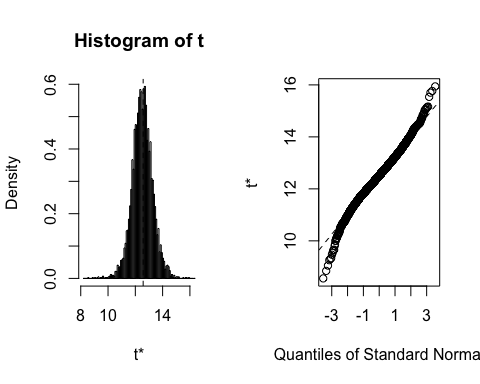 Histogram of t
Density
0.0 0.2 0.4 0.6
8 10 14
t*
t*
10 12 14 16
-3 -1 1 3
Quantiles of Standard Norma